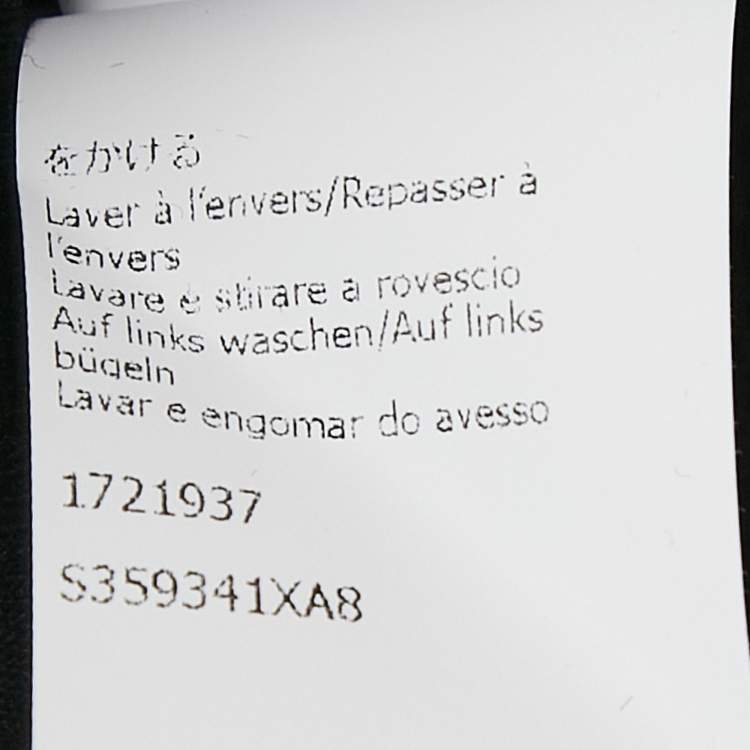 をかける
Laver à l'envers/Repasser à
l'envers
Lavare e stirare a rovescio
Auf links waschen/Auf links
bügeln
Lavar e engomar do avesso
1721937
S359341XA8